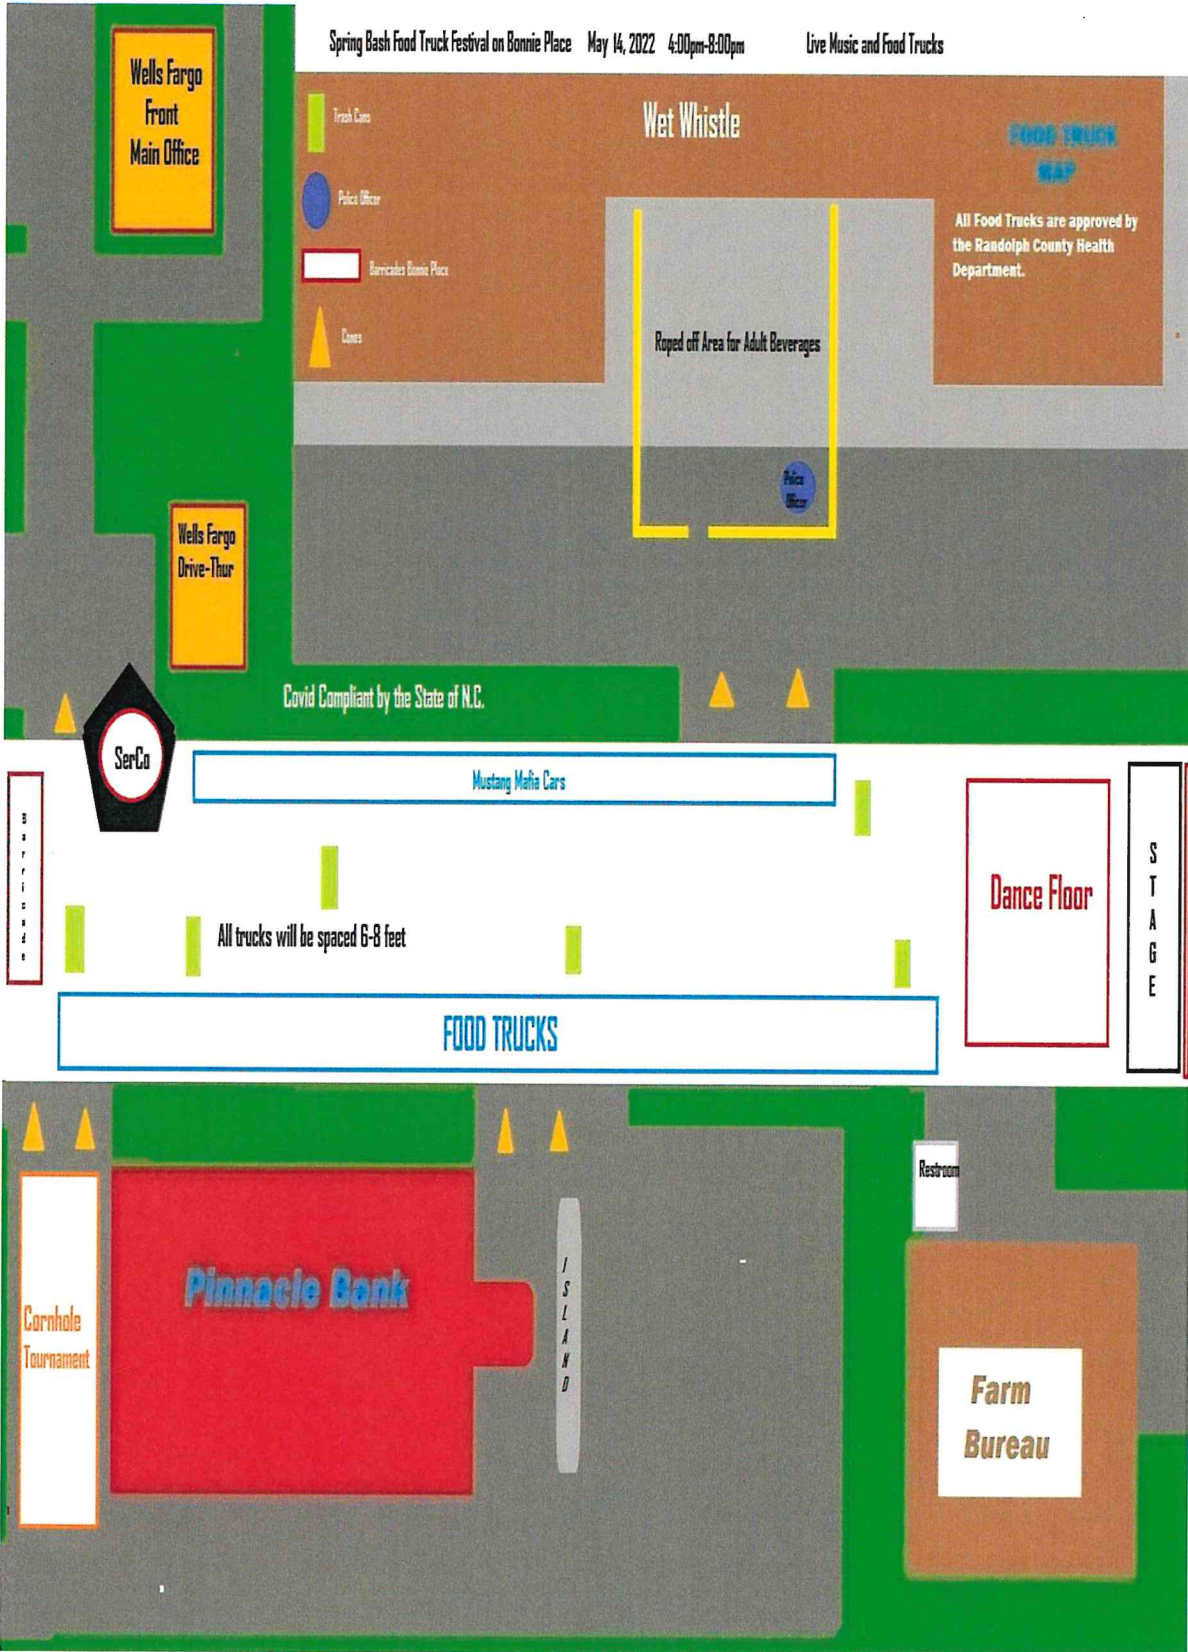 Spring Bash Food Truck Festival on Bonnie Place May 14, 2022 4:00pm-8:00pm Live Music and Food Trucks
Wells Fargo
Front
Main Office
Trash Cans
Police Officer
Barricades Bonnie Place
Cones
Wet Whistle
FOOD TRUCK
MAP
All Food Trucks are approved by
the Randolph County Health
Department.
Roped off Area for Adult Beverages
Police
Officer
Wells Fargo
Drive-Thur
Covid Compliant by the State of N.C.
SerCo
Mustang Mafia Cars
Barricade
All trucks will be spaced 6-8 feet
Dance Floor
STAGE
FOOD TRUCKS
Restroom
Pinnacle Bank
ISLAND
Cornhole
Tournament
Farm
Bureau